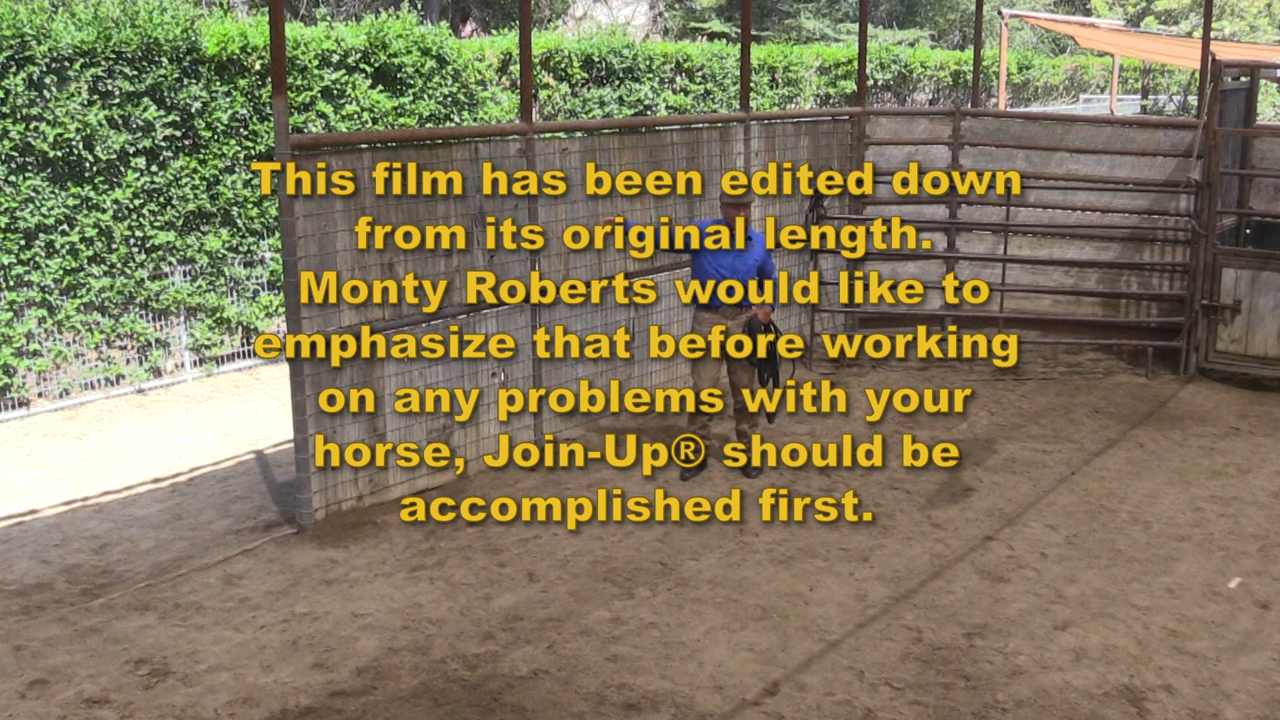 This film has been edited down
from its original length.
Monty Roberts would like to
emphasize that before working
on any problems with your
horse, Join-Up® should be
accomplished first.